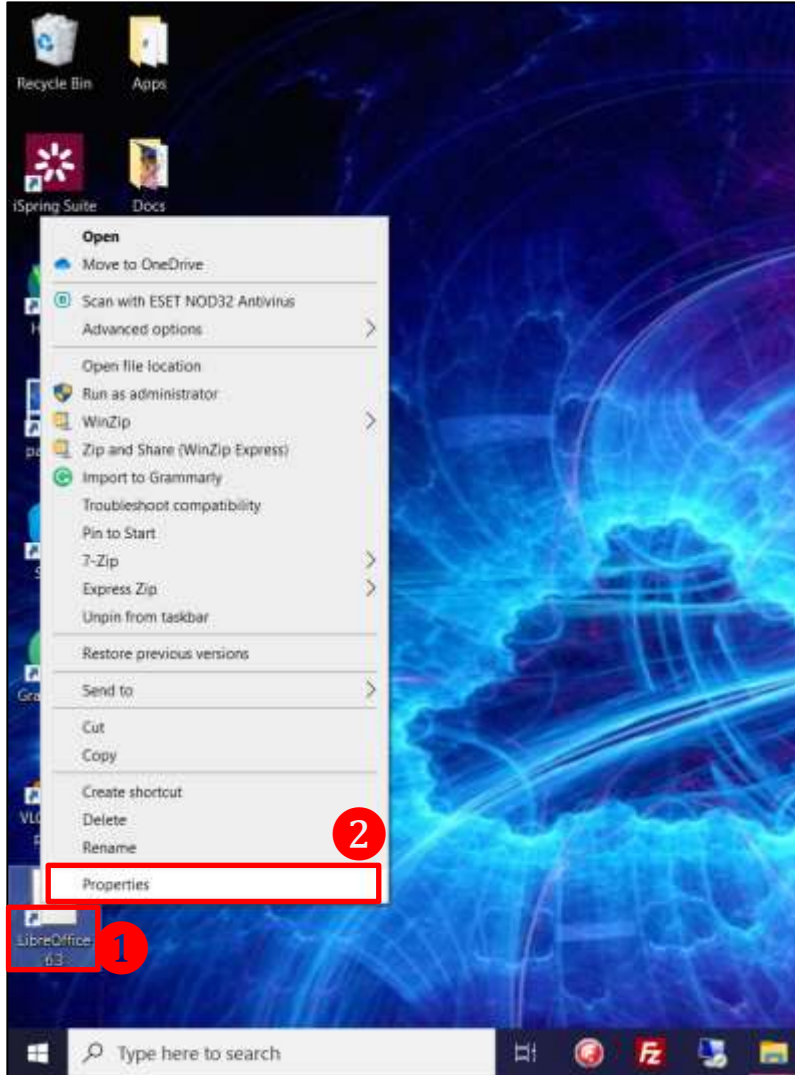 Recycle Bin
Apps
iSpring Suite
Docs
Open
Move to OneDrive
Scan with ESET NOD32 Antivirus
Advanced options
Open file location
Run as administrator
WinZip
Zip and Share (WinZip Express)
Import to Grammarly
Troubleshoot compatibility
Pin to Start
7-Zip
Express Zip
Unpin from taskbar
Restore previous versions
Send to
Cut
Copy
Create shortcut
Delete
Rename
2
Properties
Gra
VLC
LibreOffice
6.3
1
Type here to search
Fz